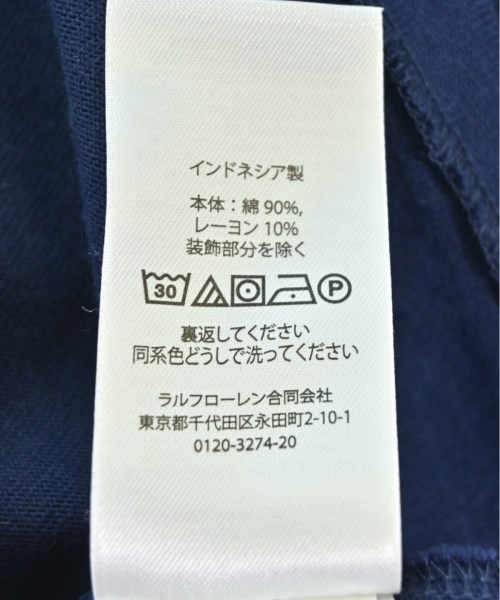 インドネシア製
本体：綿 90%,
レーヨン 10%
装飾部分を除く
30 P
裏返してください
同系色どうしで洗ってください
ラルフローレン合同会社
東京都千代田区永田町2-10-1
0120-3274-20